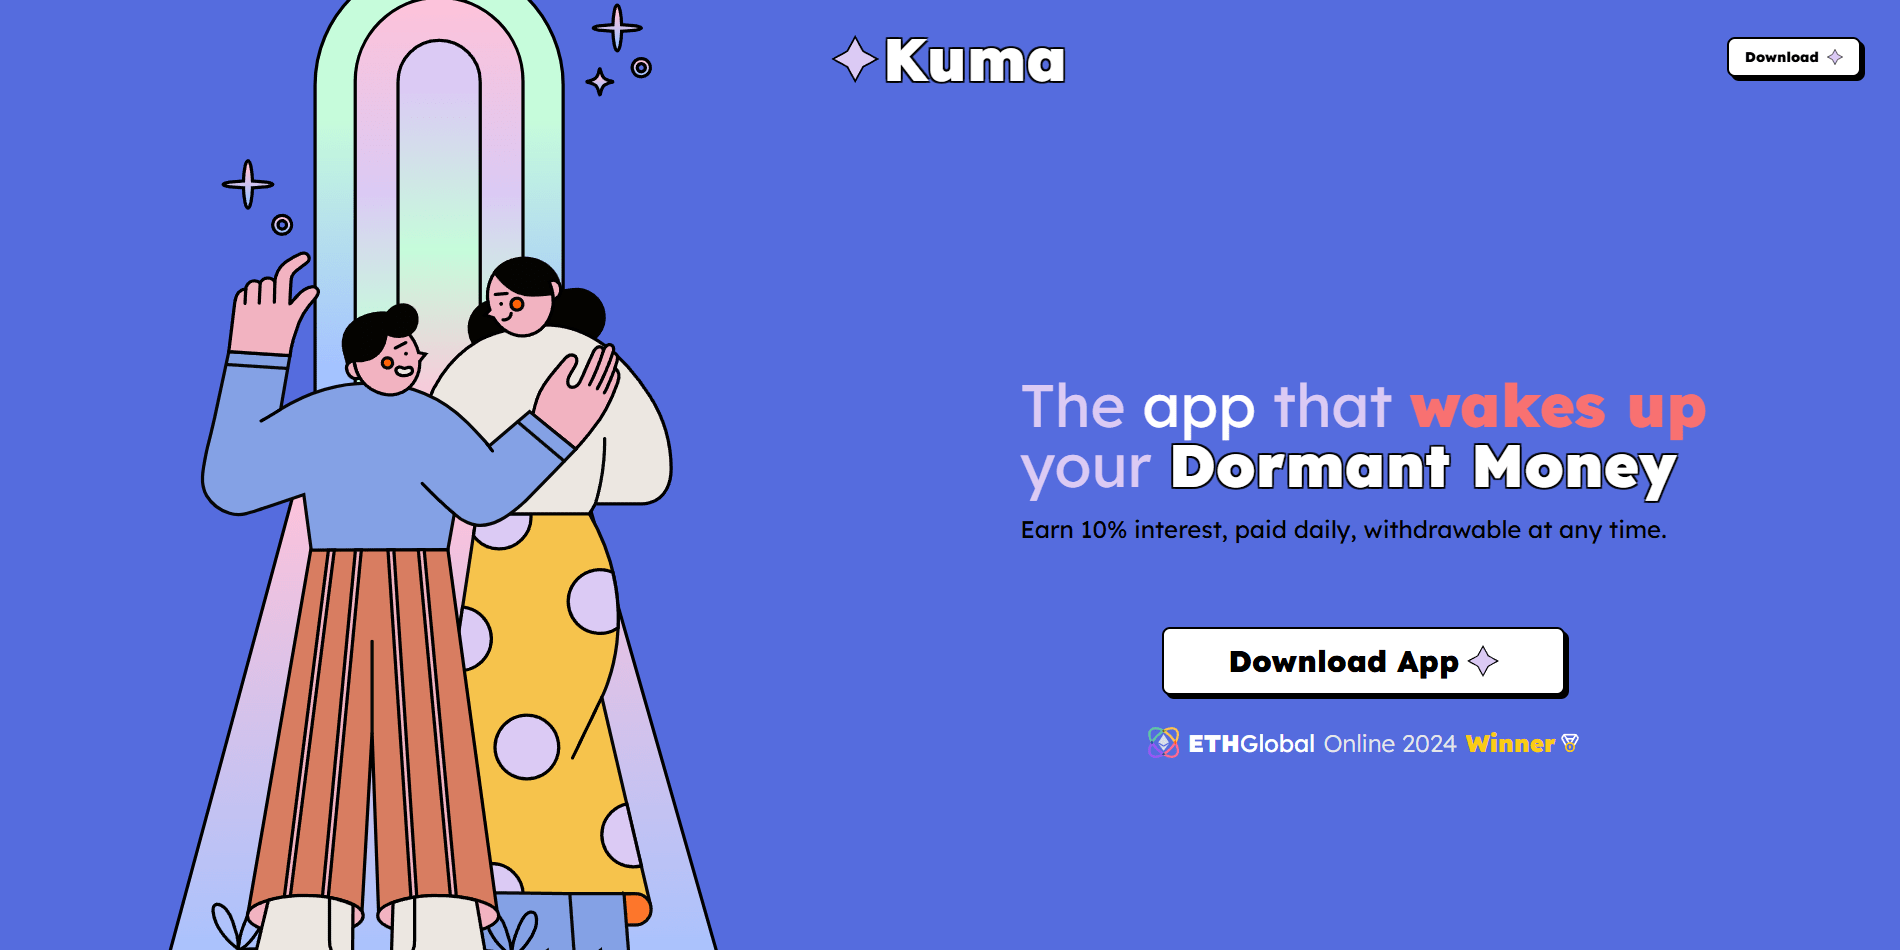 Kuma
Download
The app that wakes up
your Dormant Money
Earn 10% interest, paid daily, withdrawable at any time.
Download App
ETHGlobal Online 2024 Winner